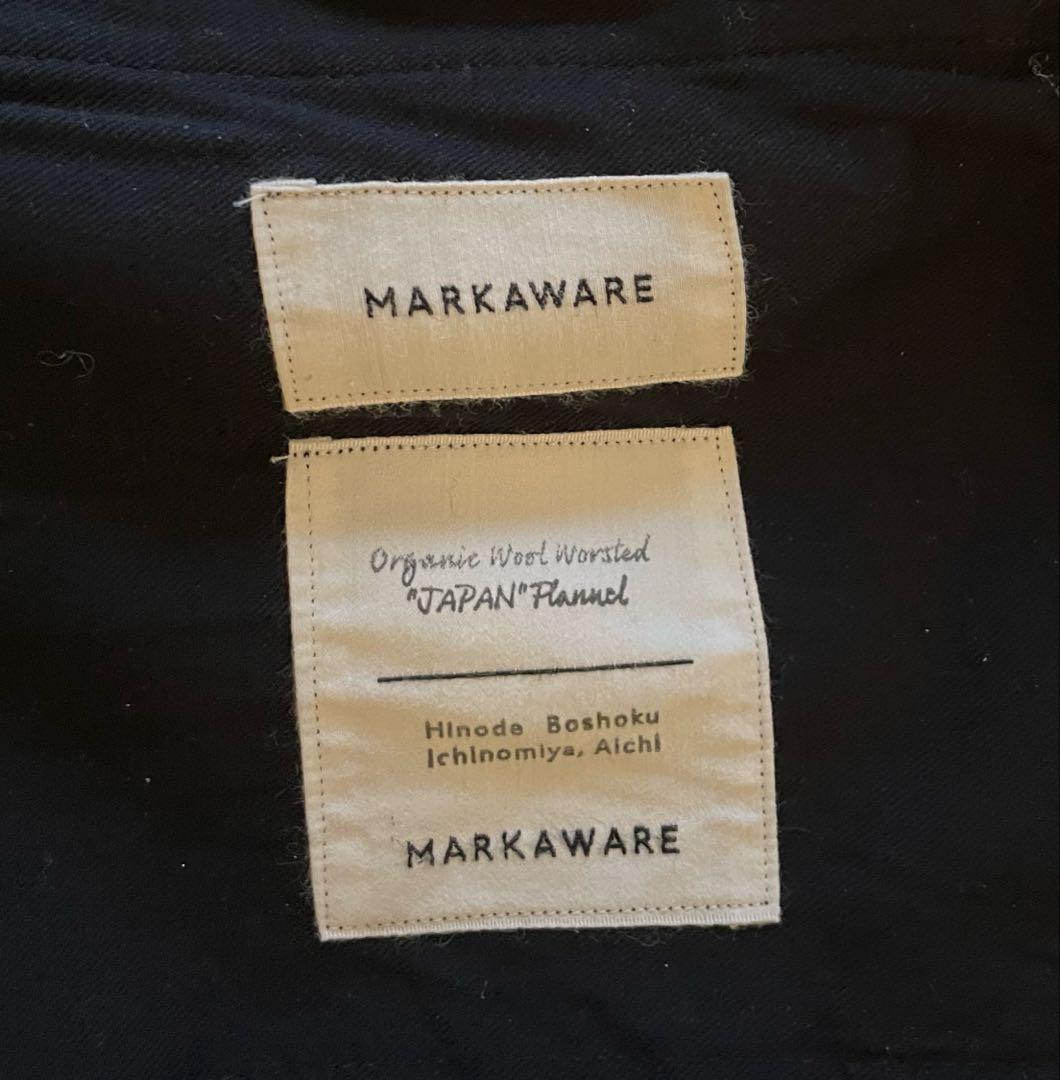 MARKAWARE
Organic Wool Worsted
"JAPAN" Flannel
Hinode Boshoku
Ichinomiya, Aichi
MARKAWARE